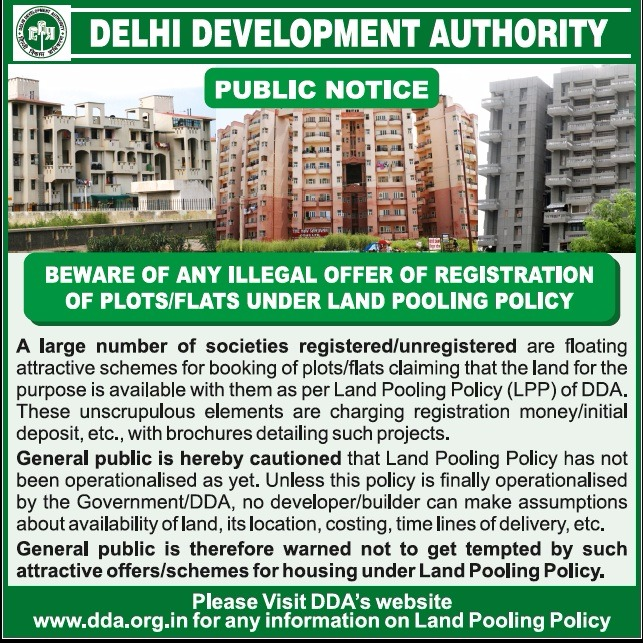 DELHI DEVELOPMENT AUTHORITY
PUBLIC NOTICE
BEWARE OF ANY ILLEGAL OFFER OF REGISTRATION
OF PLOTS/FLATS UNDER LAND POOLING POLICY
A large number of societies registered/unregistered are floating
attractive schemes for booking of plots/flats claiming that the land for the
purpose is available with them as per Land Pooling Policy (LPP) of DDA.
These unscrupulous elements are charging registration money/initial
deposit, etc., with brochures detailing such projects.
General public is hereby cautioned that Land Pooling Policy has not
been operationalised as yet. Unless this policy is finally operationalised
by the Government/DDA, no developer/builder can make assumptions
about availability of land, its location, costing, time lines of delivery, etc.
General public is therefore warned not to get tempted by such
attractive offers/schemes for housing under Land Pooling Policy.
Please Visit DDA's website
www.dda.org.in for any information on Land Pooling Policy